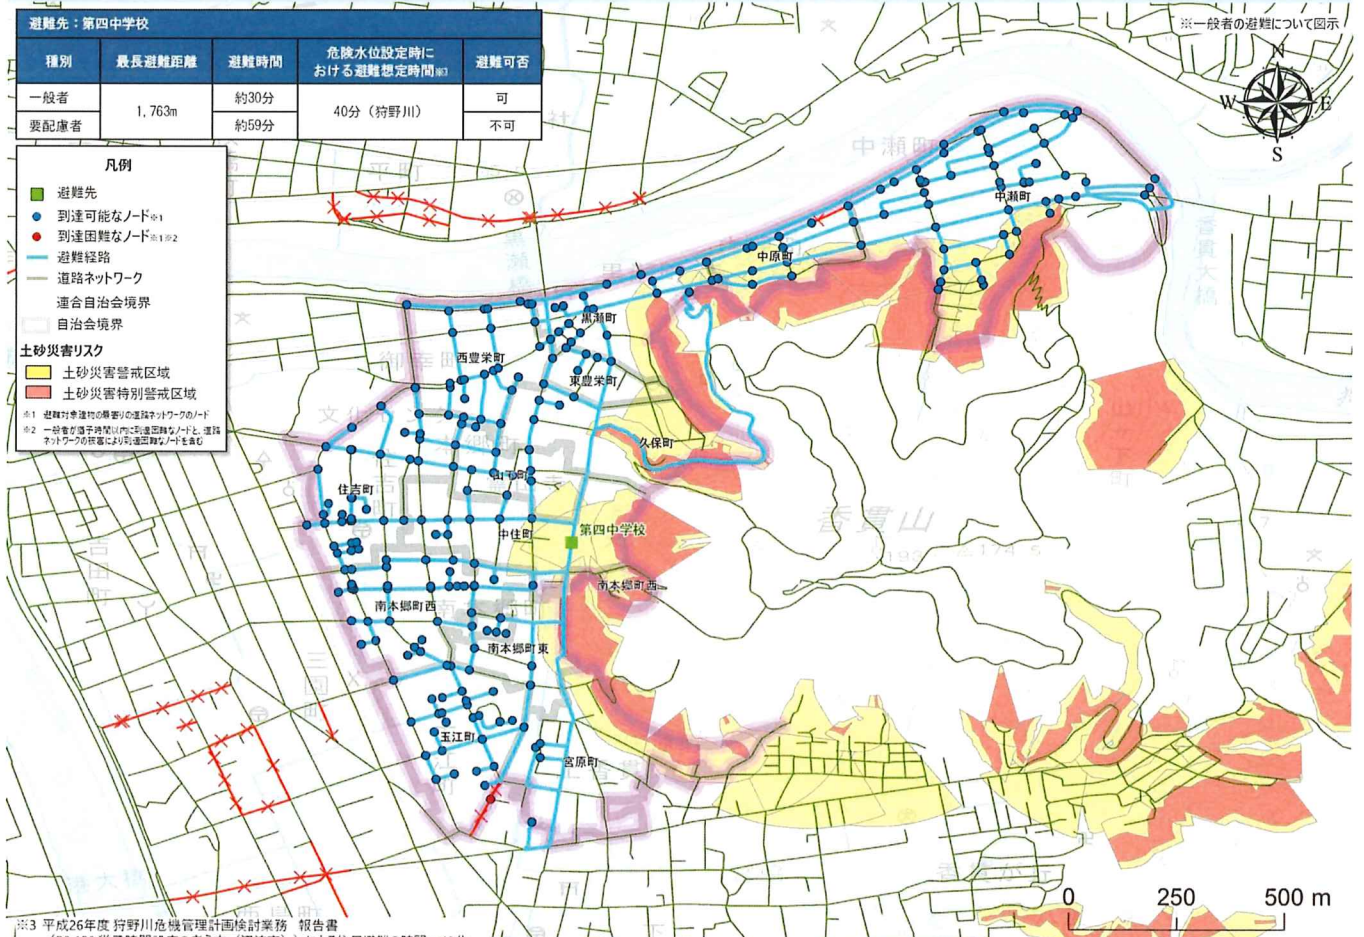 避難先：第四中学校
※一般者の避難について図示
種別 最長避難距離 避難時間 危険水位設定時に
おける避難想定時間※3 避難可否
一般者 1,763m 約30分 40分（狩野川） 可
要配慮者 約59分 不可
N
W E
S
凡例
避難先
到達可能なノード※1
到達困難なノード※1※2
避難経路
道路ネットワーク
連合自治会境界
自治会境界
土砂災害リスク
土砂災害警戒区域
土砂災害特別警戒区域
※1 避難対象建物の最寄りの道路ネットワークのノード
※2 一般者が猶予時間以内に到達困難なノードと、道路
ネットワークの被害により到達困難なノードを含む
平町
中瀬町
中瀬町
中原町
黒瀬町
西豊栄町
御幸町
東豊栄町
久保町
山下町
住吉町
中住町
第四中学校
香貫山
南本郷町西
南本郷町西
南本郷町東
玉江町
宮原町
吉田町
三園町
香貫大橋
0 250 500 m
※3 平成26年度 狩野川危機管理計画検討業務 報告書